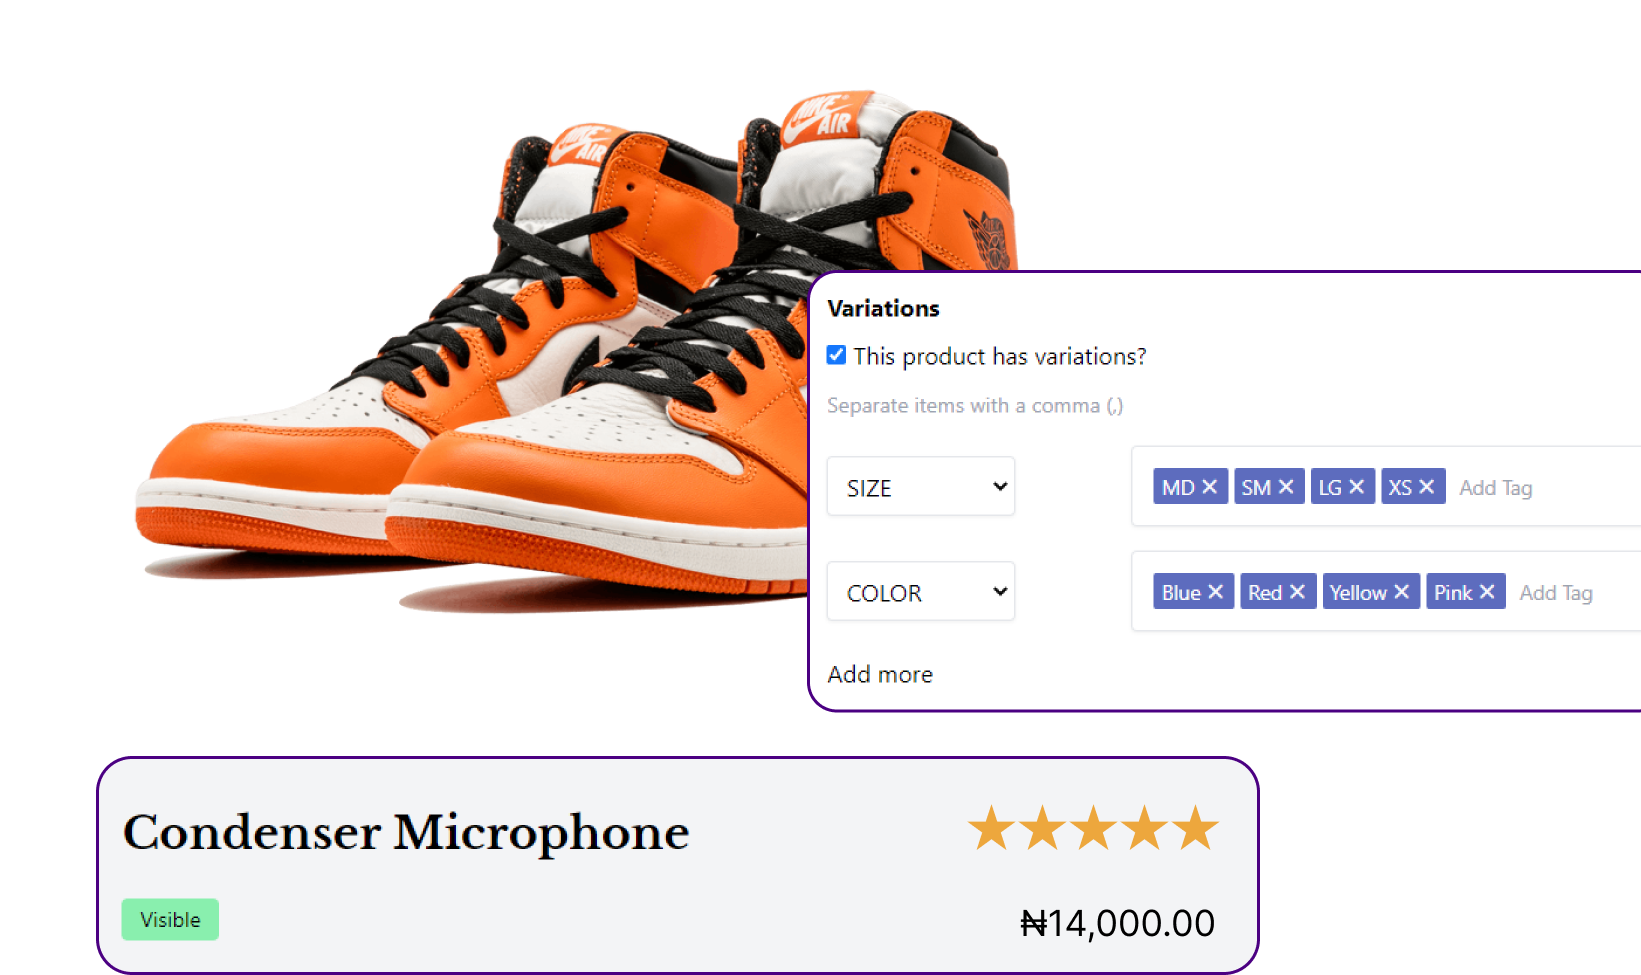 NIKE
AIR
NIKE
AIR
Variations
This product has variations?
Separate items with a comma (,)
SIZE
MD SM LG XS Add Tag
COLOR
Blue Red Yellow Pink Add Tag
Add more
Condenser Microphone
Visible
₦14,000.00